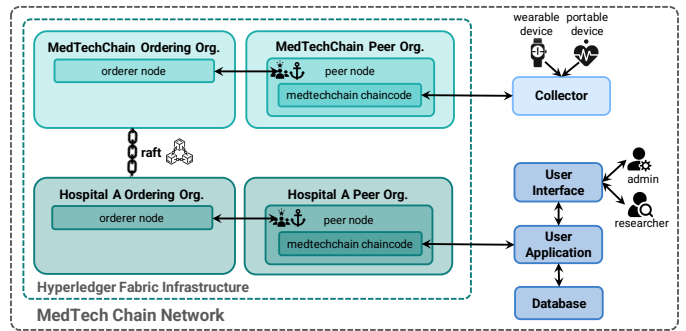 wearable
device
portable
device
MedTechChain Ordering Org.
orderer node
MedTechChain Peer Org.
peer node
medtechchain chaincode
Collector
raft
Hospital A Ordering Org.
orderer node
Hospital A Peer Org.
peer node
medtechchain chaincode
User
Interface
admin
researcher
User
Application
Database
Hyperledger Fabric Infrastructure
MedTech Chain Network